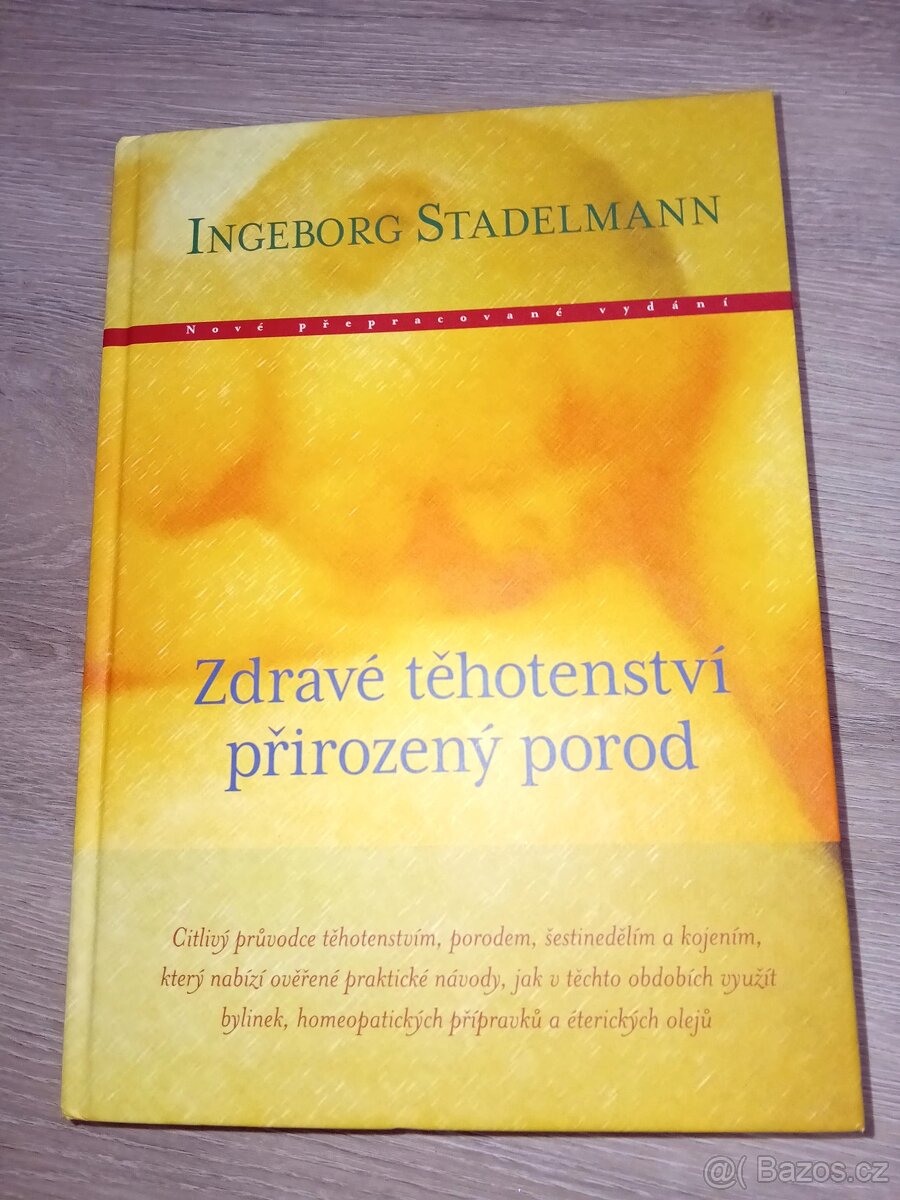 INGEBORG STADELMANN
Nové přepracované vydání
Zdravé těhotenství
přirozený porod
Citlivý průvodce těhotenstvím, porodem, šestinedělím a kojením,
který nabízí ověřené praktické návody, jak v těchto obdobích využít
bylinek, homeopatických přípravků a éterických olejů
@( Bazos.cz